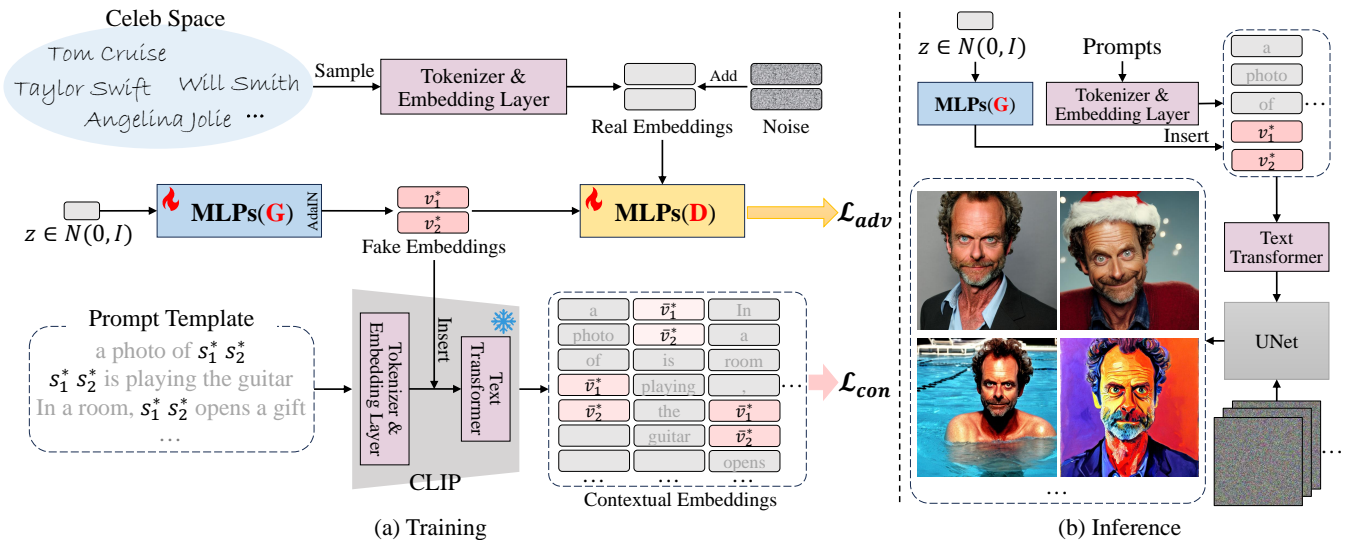 Celeb Space
Tom Cruise
Taylor Swift
Will Smith
Angelina Jolie ...
Sample
Tokenizer &
Embedding Layer
Real Embeddings
Add
Noise
z ∈ N(0, I)
MLPs(G)
AdaIN
v₁*
v₂*
Fake Embeddings
MLPs(D)
ℒadv
Prompt Template
a photo of s₁* s₂*
s₁* s₂* is playing the guitar
In a room, s₁* s₂* opens a gift
...
Tokenizer &
Embedding Layer
Insert
Text
Transformer
CLIP
a v̄₁* In
photo v̄₂* a
of is room
v̄₁* playing , ...
v̄₂* the v̄₁*
guitar v̄₂*
opens
... ... ...
Contextual Embeddings
ℒcon
(a) Training
z ∈ N(0, I)
MLPs(G)
Prompts
Tokenizer &
Embedding Layer
Insert
a
photo
of ...
v₁*
v₂*
Text
Transformer
UNet
...
...
(b) Inference